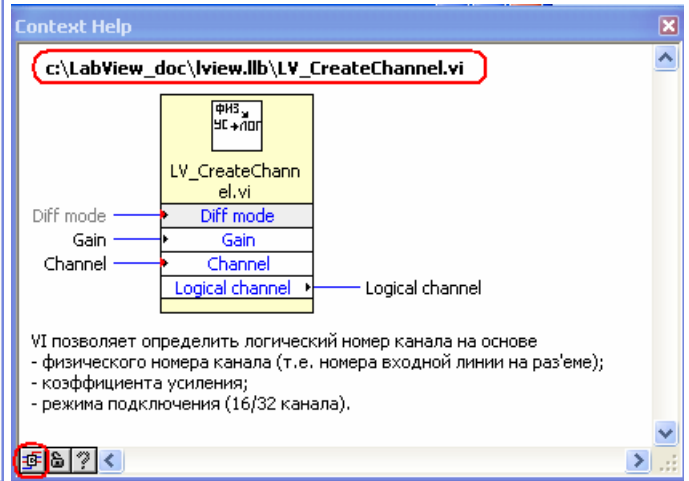 Context Help
c:\LabView_doc\lview.llb\LV_CreateChannel.vi
ФИЗ
УС→ЛОГ
LV_CreateChann
el.vi
Diff mode Diff mode
Gain Gain
Channel Channel
Logical channel Logical channel
VI позволяет определить логический номер канала на основе
- физического номера канала (т.е. номера входной линии на раз'еме);
- коэффициента усиления;
- режима подключения (16/32 канала).
?